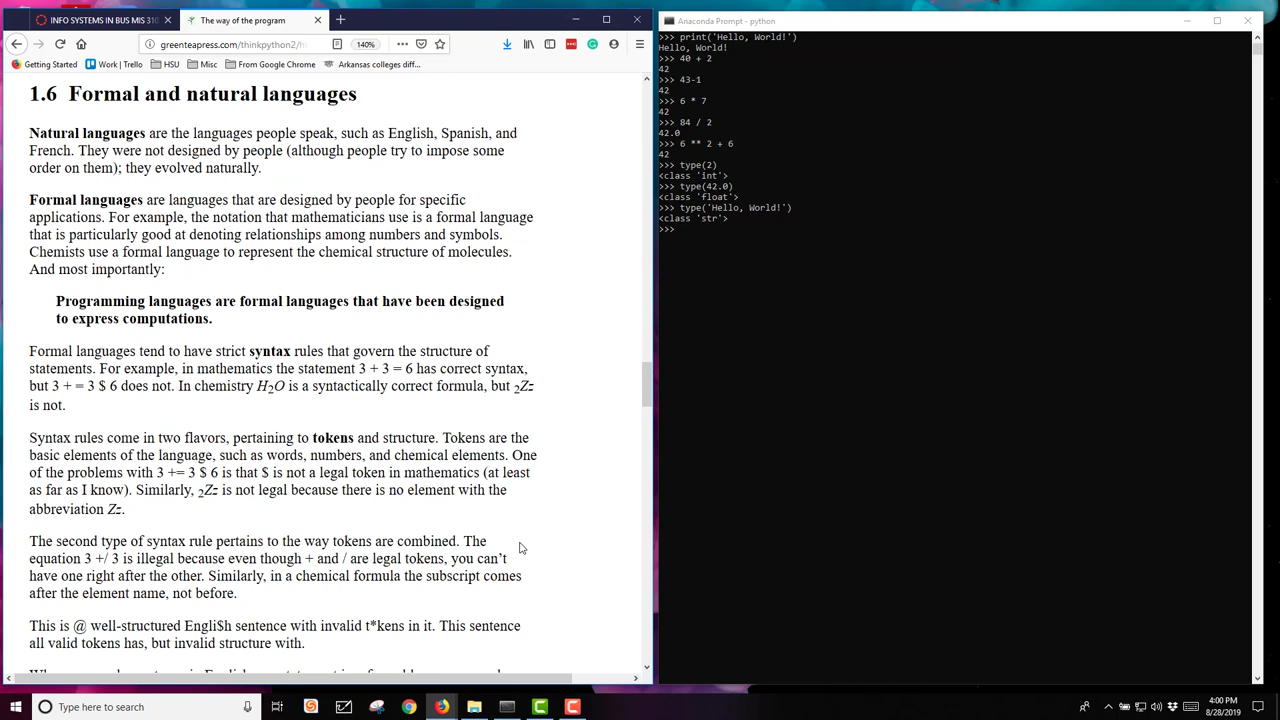 INFO SYSTEMS IN BUS MIS 310
The way of the program
greenteapress.com/thinkpython2/
140%
Getting Started
Work | Trello
HSU
Misc
From Google Chrome
Arkansas colleges diff...
1.6 Formal and natural languages
Natural languages are the languages people speak, such as English, Spanish, and
French. They were not designed by people (although people try to impose some
order on them); they evolved naturally.
Formal languages are languages that are designed by people for specific
applications. For example, the notation that mathematicians use is a formal language
that is particularly good at denoting relationships among numbers and symbols.
Chemists use a formal language to represent the chemical structure of molecules.
And most importantly:
Programming languages are formal languages that have been designed
to express computations.
Formal languages tend to have strict syntax rules that govern the structure of
statements. For example, in mathematics the statement 3 + 3 = 6 has correct syntax,
but 3 + = 3 $ 6 does not. In chemistry H₂O is a syntactically correct formula, but ₂Zz
is not.
Syntax rules come in two flavors, pertaining to tokens and structure. Tokens are the
basic elements of the language, such as words, numbers, and chemical elements. One
of the problems with 3 += 3 $ 6 is that $ is not a legal token in mathematics (at least
as far as I know). Similarly, ₂Zz is not legal because there is no element with the
abbreviation Zz.
The second type of syntax rule pertains to the way tokens are combined. The
equation 3 +/ 3 is illegal because even though + and / are legal tokens, you can’t
have one right after the other. Similarly, in a chemical formula the subscript comes
after the element name, not before.
This is @ well-structured Engli$h sentence with invalid t*kens in it. This sentence
all valid tokens has, but invalid structure with.
Anaconda Prompt - python
>>> print('Hello, World!')
Hello, World!
>>> 40 + 2
42
>>> 43-1
42
>>> 6 * 7
42
>>> 84 / 2
42.0
>>> 6 ** 2 + 6
42
>>> type(2)
<class 'int'>
>>> type(42.0)
<class 'float'>
>>> type('Hello, World!')
<class 'str'>
>>>
Type here to search
4:00 PM
8/28/2019